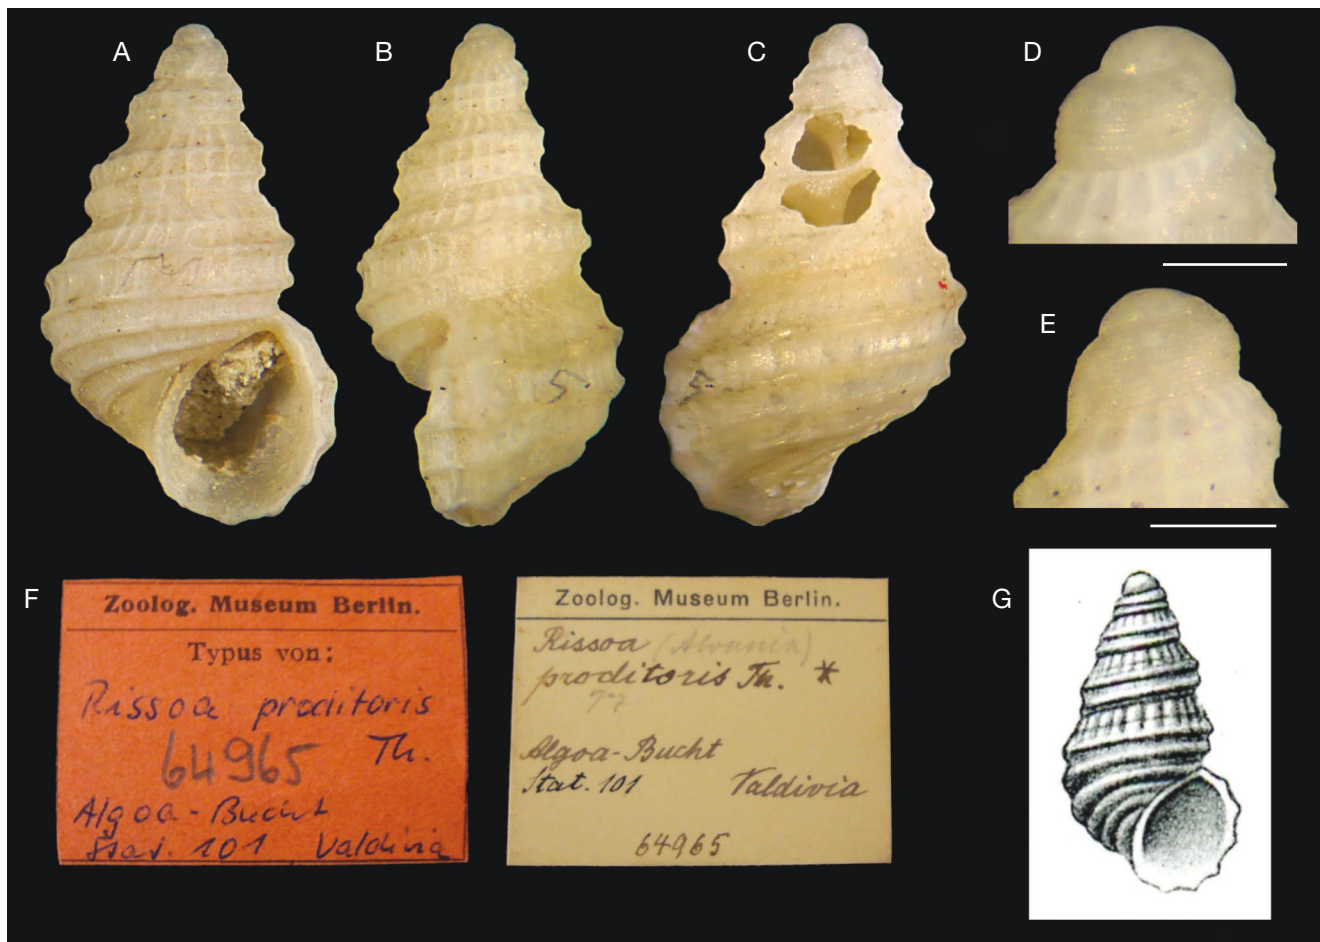 A
B
C
D
E
F
Zoolog. Museum Berlin.
Typus von:
Rissoa proditoris
64965 Th.
Algoa-Bucht
Stat. 101 Valdivia
Zoolog. Museum Berlin.
Rissoa (Alvania)
proditoris Th. *
Algoa-Bucht
Stat. 101 Valdivia
64965
G